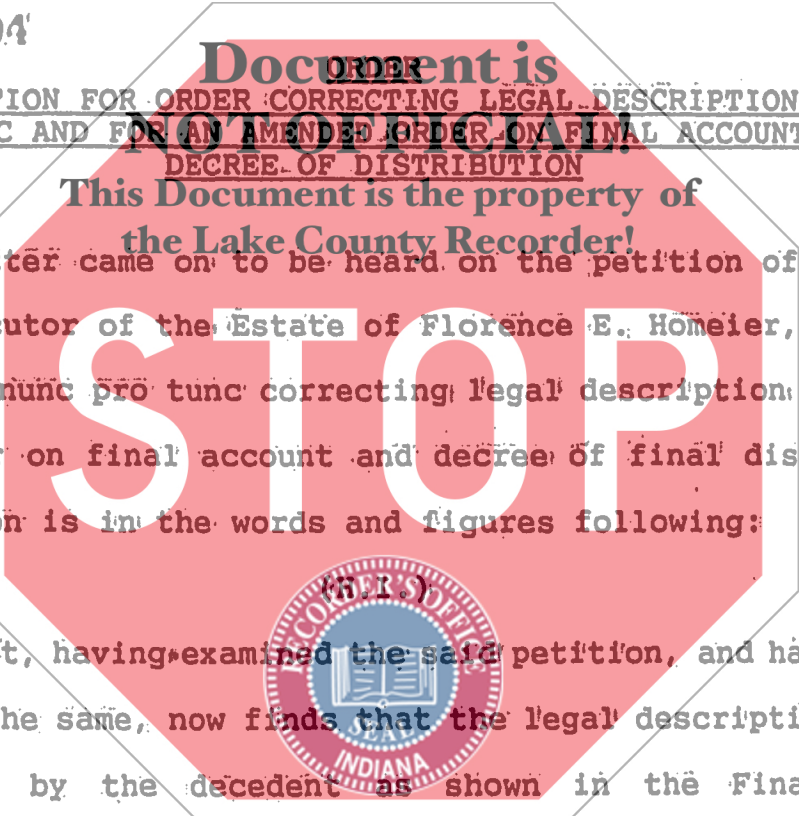 04
Document is
ORDER
ION FOR ORDER CORRECTING LEGAL DESCRIPTION
C AND FOR AN AMENDED ORDER ON FINAL ACCOUNT
NOT OFFICIAL!
DECREE OF DISTRIBUTION
This Document is the property of
the Lake County Recorder!
ter came on to be heard on the petition of
utor of the Estate of Florence E. Homeier,
nunc pro tunc correcting legal description
on final account and decree of final dis
STOP
on is in the words and figures following:
(H.I.)
t, having examined the said petition, and ha
he same, now finds that the legal descripti
by the decedent as shown in the Fina
RECORDER'S OFFICE
SEAL
INDIANA